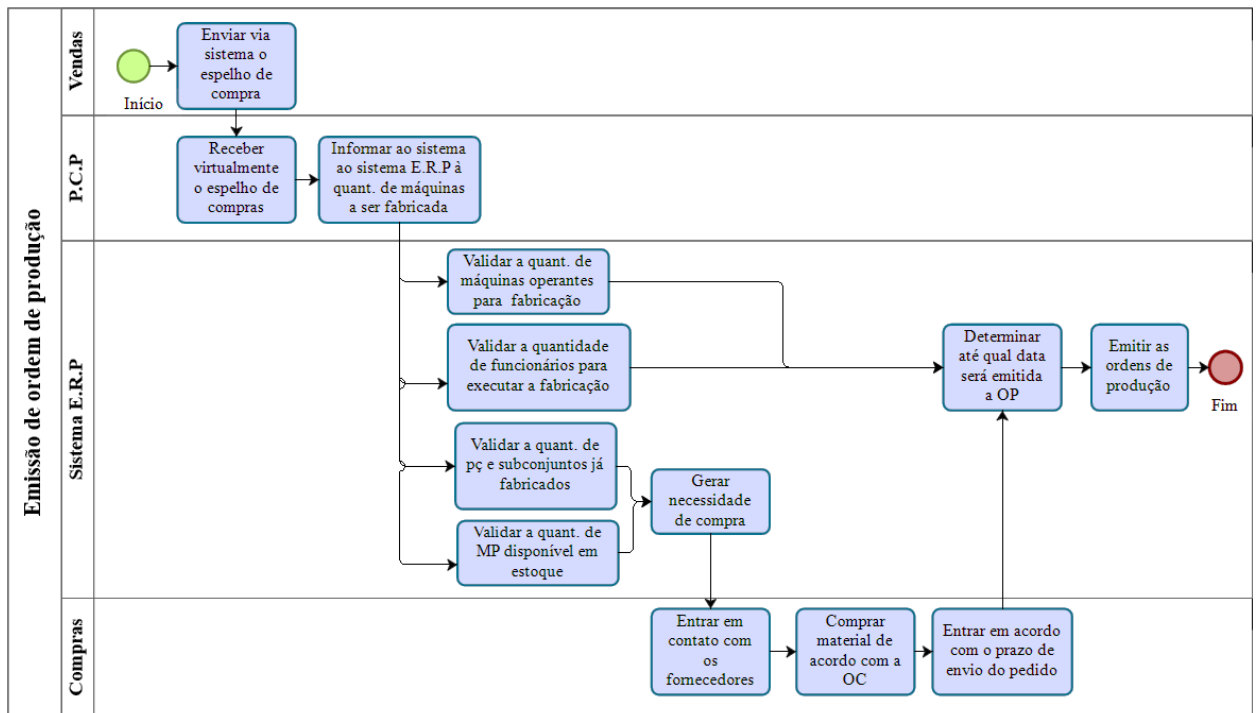 Emissão de ordem de produção
Vendas
Início
Enviar via
sistema o
espelho de
compra
P.C.P
Receber
virtualmente
o espelho de
compras
Informar ao sistema
ao sistema E.R.P à
quant. de máquinas
a ser fabricada
Sistema E.R.P
Validar a quant. de
máquinas operantes
para fabricação
Validar a quantidade
de funcionários para
executar a fabricação
Validar a quant. de
pç e subconjuntos já
fabricados
Validar a quant. de
MP disponível em
estoque
Gerar
necessidade
de compra
Determinar
até qual data
será emitida
a OP
Emitir as
ordens de
produção
Fim
Compras
Entrar em
contato com
os
fornecedores
Comprar
material de
acordo com a
OC
Entrar em acordo
com o prazo de
envio do pedido